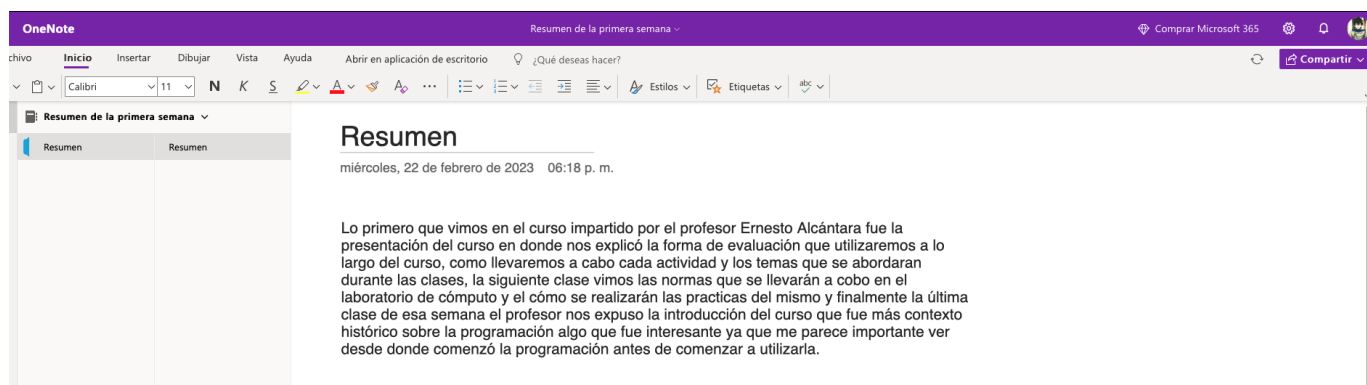 OneNote
Resumen de la primera semana
Comprar Microsoft 365
chivo Inicio Insertar Dibujar Vista Ayuda Abrir en aplicación de escritorio ¿Qué deseas hacer? Compartir
Calibri 11 N K S A A Estilos Etiquetas abc
Resumen de la primera semana
Resumen Resumen
Resumen
miércoles, 22 de febrero de 2023 06:18 p. m.
Lo primero que vimos en el curso impartido por el profesor Ernesto Alcántara fue la
presentación del curso en donde nos explicó la forma de evaluación que utilizaremos a lo
largo del curso, como llevaremos a cabo cada actividad y los temas que se abordaran
durante las clases, la siguiente clase vimos las normas que se llevarán a cobo en el
laboratorio de cómputo y el cómo se realizarán las practicas del mismo y finalmente la última
clase de esa semana el profesor nos expuso la introducción del curso que fue más contexto
histórico sobre la programación algo que fue interesante ya que me parece importante ver
desde donde comenzó la programación antes de comenzar a utilizarla.